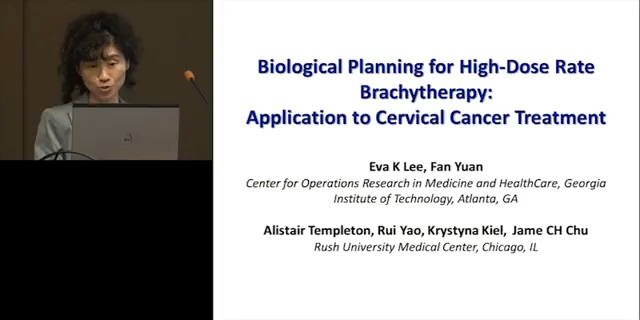 Biological Planning for High-Dose Rate
Brachytherapy:
Application to Cervical Cancer Treatment
Eva K Lee, Fan Yuan
Center for Operations Research in Medicine and HealthCare, Georgia
Institute of Technology, Atlanta, GA
Alistair Templeton, Rui Yao, Krystyna Kiel, Jame CH Chu
Rush University Medical Center, Chicago, IL